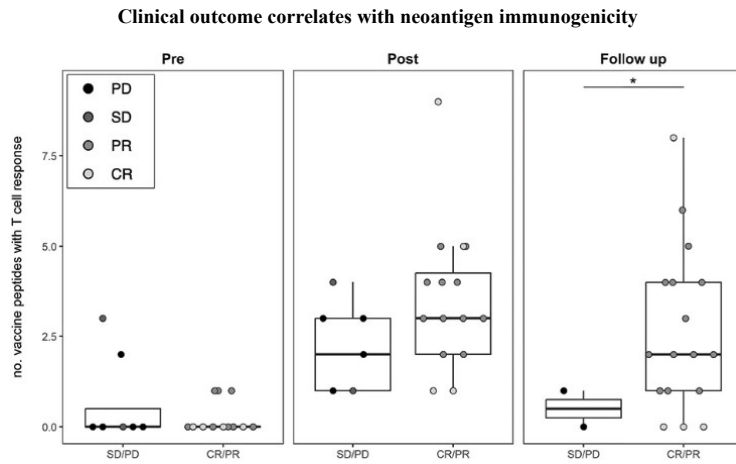 Clinical outcome correlates with neoantigen immunogenicity
Pre
Post
Follow up
*
PD
SD
PR
CR
no. vaccine peptides with T cell response
7.5
5.0
2.5
0.0
SD/PD
CR/PR
SD/PD
CR/PR
SD/PD
CR/PR